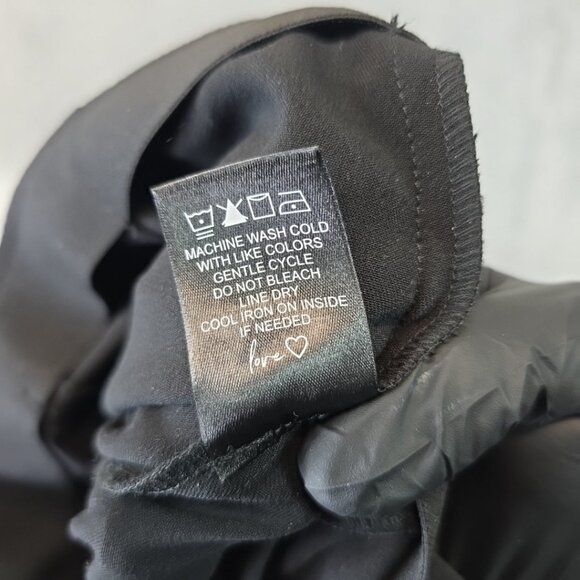 MACHINE WASH COLD
WITH LIKE COLORS
GENTLE CYCLE
DO NOT BLEACH
LINE DRY
COOL IRON ON INSIDE
IF NEEDED
love